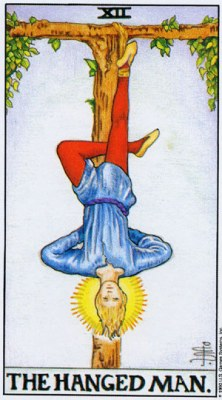 XII
THE HANGED MAN.